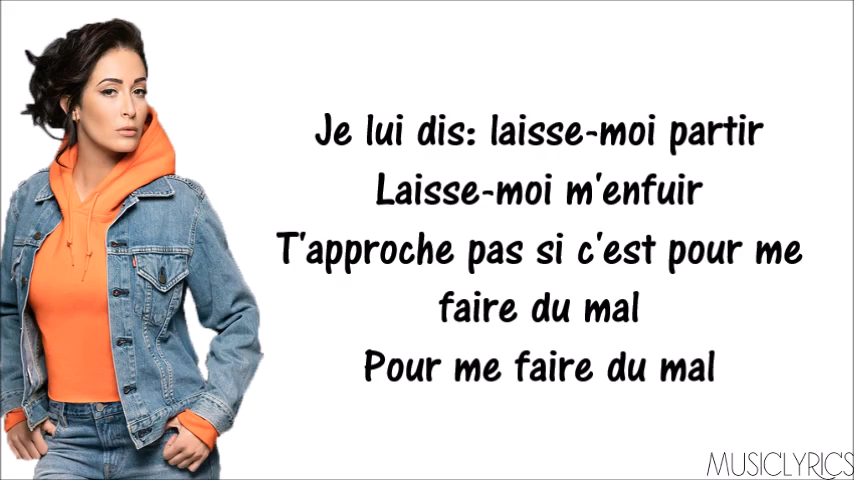 Je lui dis: laisse-moi partir
Laisse-moi m'enfuir
T'approche pas si c'est pour me
faire du mal
Pour me faire du mal
MUSICLYRICS